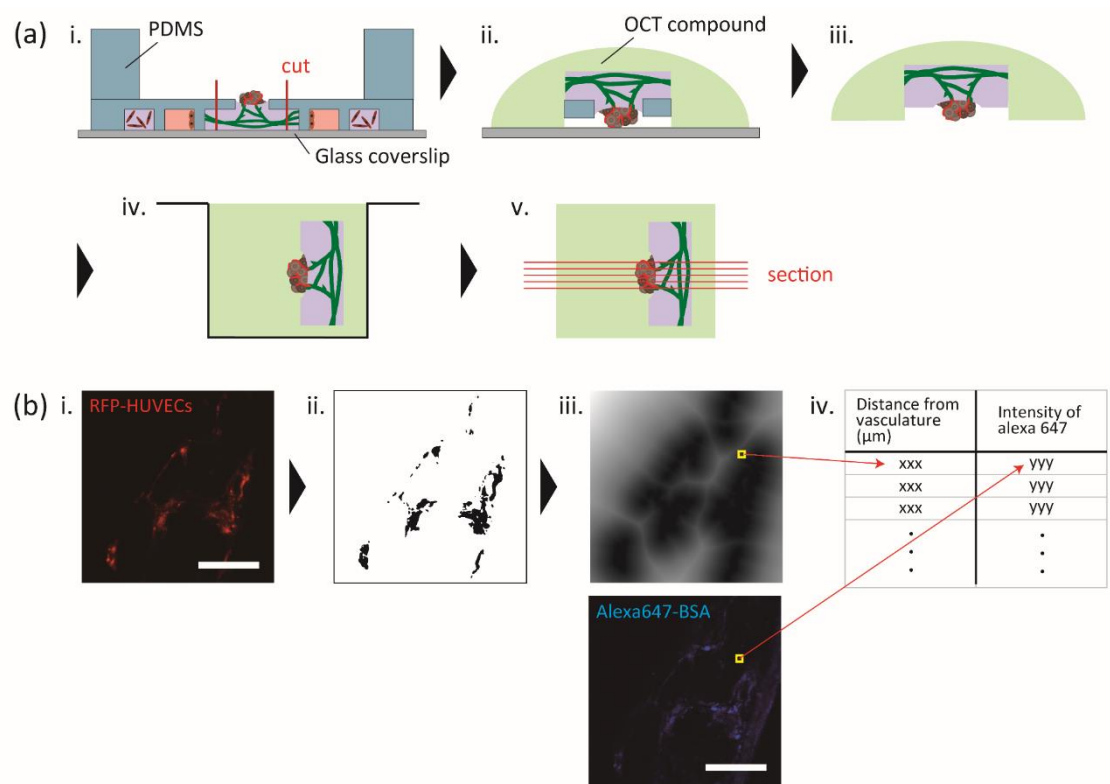 (a)
i.
PDMS
cut
Glass coverslip
ii.
OCT compound
iii.
iv.
v.
section
(b)
i.
RFP-HUVECs
ii.
iii.
Alexa647-BSA
iv.
Distance from
vasculature
(μm)
Intensity of
alexa 647
xxx yyy
xxx yyy
xxx yyy